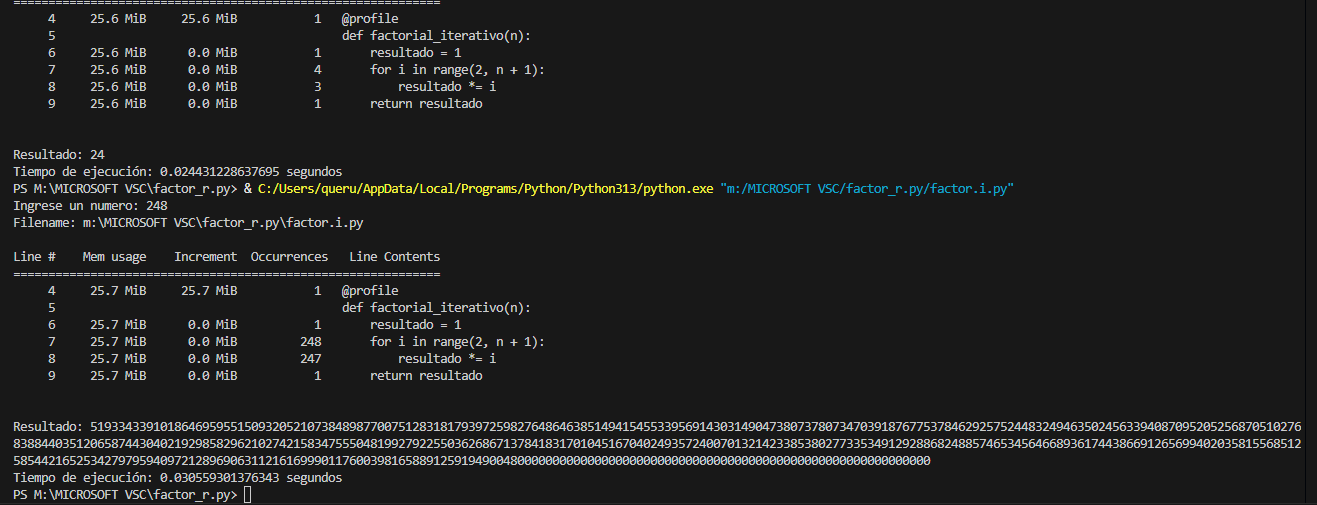 =============================================================
4 25.6 MiB 25.6 MiB 1 @profile
5 def factorial_iterativo(n):
6 25.6 MiB 0.0 MiB 1 resultado = 1
7 25.6 MiB 0.0 MiB 4 for i in range(2, n + 1):
8 25.6 MiB 0.0 MiB 3 resultado *= i
9 25.6 MiB 0.0 MiB 1 return resultado
Resultado: 24
Tiempo de ejecución: 0.024431228637695 segundos
PS M:\MICROSOFT VSC\factor_r.py> & C:/Users/queru/AppData/Local/Programs/Python/Python313/python.exe "m:/MICROSOFT VSC/factor_r.py/factor.i.py"
Ingrese un numero: 248
Filename: m:\MICROSOFT VSC\factor_r.py\factor.i.py
Line # Mem usage Increment Occurrences Line Contents
=============================================================
4 25.7 MiB 25.7 MiB 1 @profile
5 def factorial_iterativo(n):
6 25.7 MiB 0.0 MiB 1 resultado = 1
7 25.7 MiB 0.0 MiB 248 for i in range(2, n + 1):
8 25.7 MiB 0.0 MiB 247 resultado *= i
9 25.7 MiB 0.0 MiB 1 return resultado
Resultado:
Tiempo de ejecución: 0.030559301376343 segundos
PS M:\MICROSOFT VSC\factor_r.py>